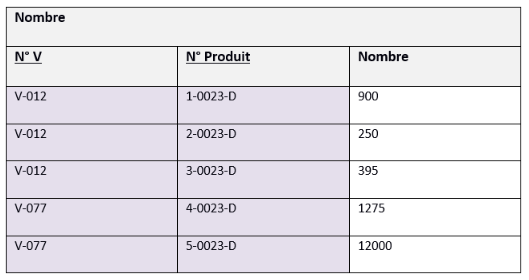 Nombre
N° V N° Produit Nombre
V-012 1-0023-D 900
V-012 2-0023-D 250
V-012 3-0023-D 395
V-077 4-0023-D 1275
V-077 5-0023-D 12000